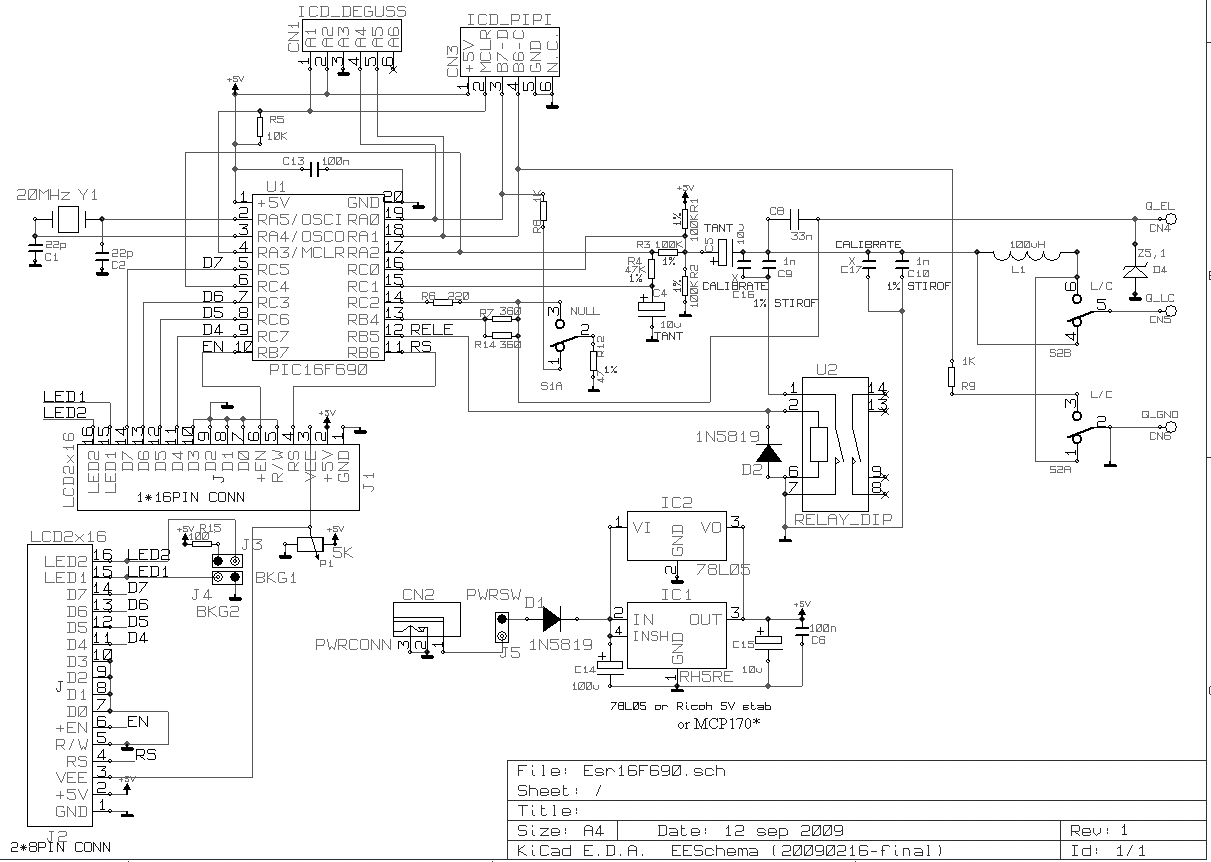 ICD_DEGUSS
ICD_PIPI
CN1
A1
A2
A3
A4
A5
A6
1
2
3
4
5
6
CN3
+5V
MCLR
B7-D
B6-C
GND
N.C.
1
2
3
4
5
6
+5V
R5
10K
C13
100n
20MHz Y1
22p
C1
22p
C2
U1
1
+5V
GND
20
2
RA5/OSCI
RA0
19
3
RA4/OSCO
RA1
18
4
RA3/MCLR
RA2
17
D7
5
RC5
RC0
16
6
RC4
RC1
15
D6
7
RC3
RC2
14
D5
8
RC6
RB4
13
D4
9
RC7
RB5
12
RELE
EN
10
RB7
RB6
11
RS
PIC16F690
R6
220
R7
360
R14
360
R8
1K
NULL
3
2
1
S1A
R12
47
1%
+5V
1%
100K
R1
R3
100K
1%
R4
47K
1%
100K
R2
1%
C4
10u
TANT
TANT
C5
10u
C8
33n
X
C16
CALIBRATE
1n
C9
1% STIROF
CALIBRATE
X
C17
1n
C10
1% STIROF
100uH
L1
Q_EL
CN4
Z5,1
D4
L/C
6
5
4
S2B
Q_LC
CN5
1K
R9
L/C
3
2
1
S2A
Q_GND
CN6
U2
1
2
6
7
14
13
9
8
RELAY_DIP
1N5819
D2
LED1
LED2
LCD2x16
16
15
14
13
12
11
10
9
8
7
6
5
4
3
2
1
LED2
LED1
D7
D6
D5
D4
D3
D2
D1
D0
+EN
R/W
RS
VEE
+5V
GND
J
J1
+5V
1*16PIN CONN
+5V
5K
P1
LCD2x16
LED2
16
LED2
LED1
15
LED1
D7
14
D7
D6
13
D6
D5
12
D5
D4
11
D4
D3
10
D2
9
D1
8
D0
7
+EN
6
EN
R/W
5
RS
4
RS
VEE
3
+5V
2
+5V
GND
1
J
J2
2*8PIN CONN
+5V
R15
100
J3
BKG1
J4
BKG2
CN2
PWRCONN
3
2
1
PWRSW
J5
D1
1N5819
IC2
1
VI
VO
3
GND
2
78L05
IC1
2
IN
OUT
3
4
INSH
GND
1
RH5RE
C14
100u
C15
10u
+5V
100n
C6
78L05 or Ricoh 5V stab
or MCP170*
File: Esr16F690.sch
Sheet: /
Title:
Size: A4
Date: 12 sep 2009
Rev: 1
KiCad E.D.A. EESchema (20090216-final)
Id: 1/1